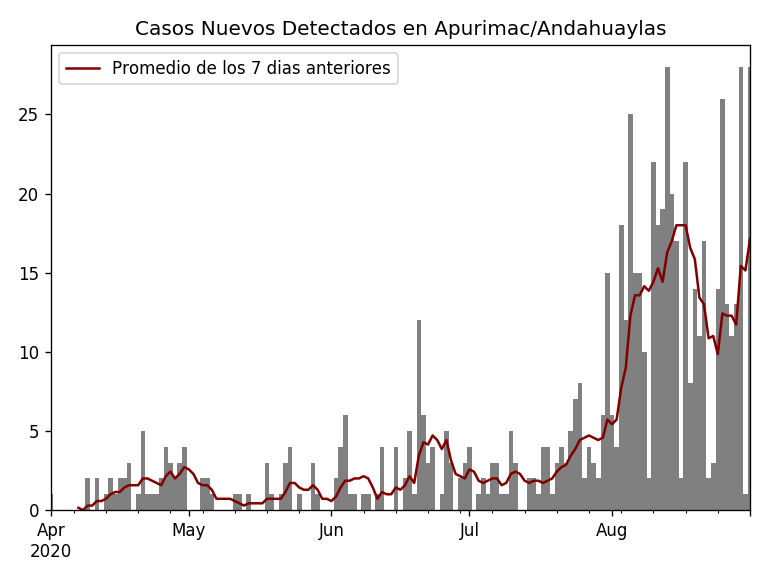 Casos Nuevos Detectados en Apurimac/Andahuaylas
Promedio de los 7 dias anteriores
25
20
15
10
5
0
Apr May Jun Jul Aug
2020